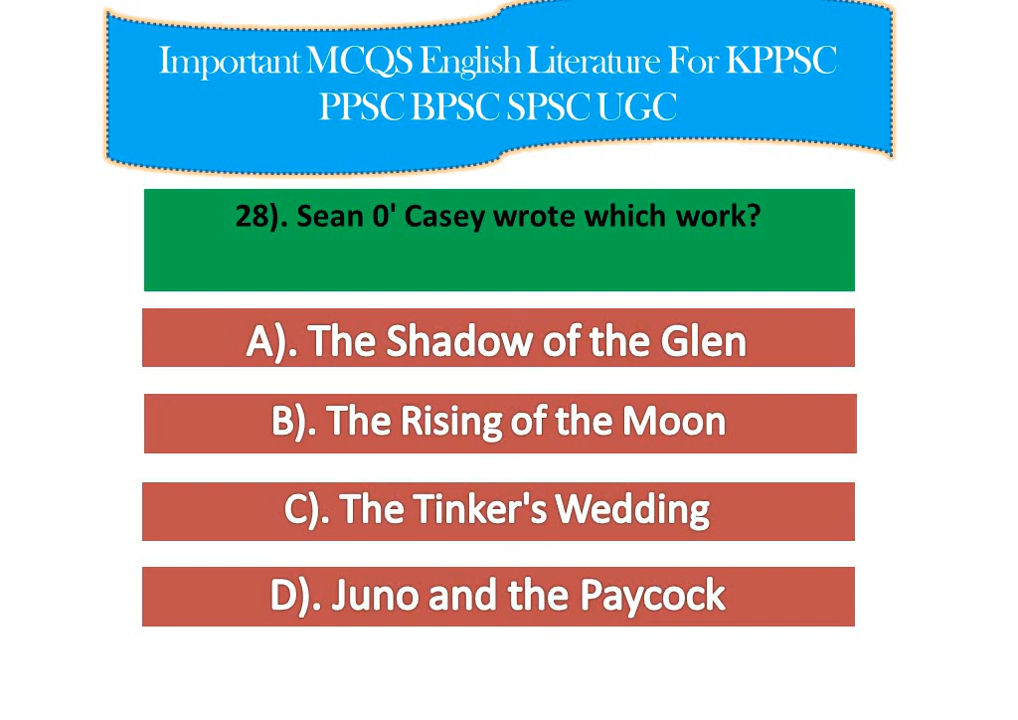 Important MCQS English Literature For KPPSC
PPSC BPSC SPSC UGC
28). Sean 0' Casey wrote which work?
A). The Shadow of the Glen
B). The Rising of the Moon
C). The Tinker's Wedding
D). Juno and the Paycock